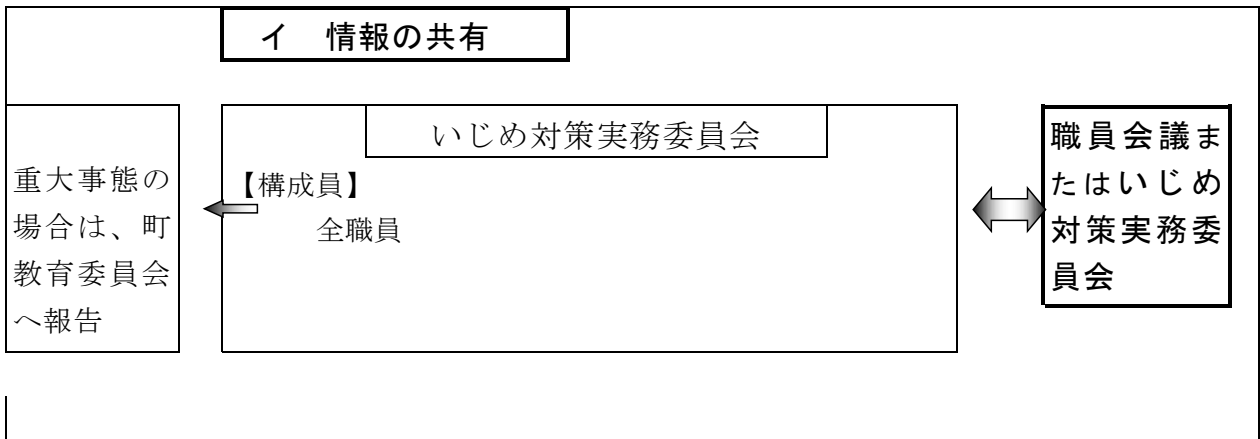 イ　情報の共有
重大事態の
場合は、町
教育委員会
へ報告
いじめ対策実務委員会
【構成員】
全職員
職員会議ま
たはいじめ
対策実務委
員会